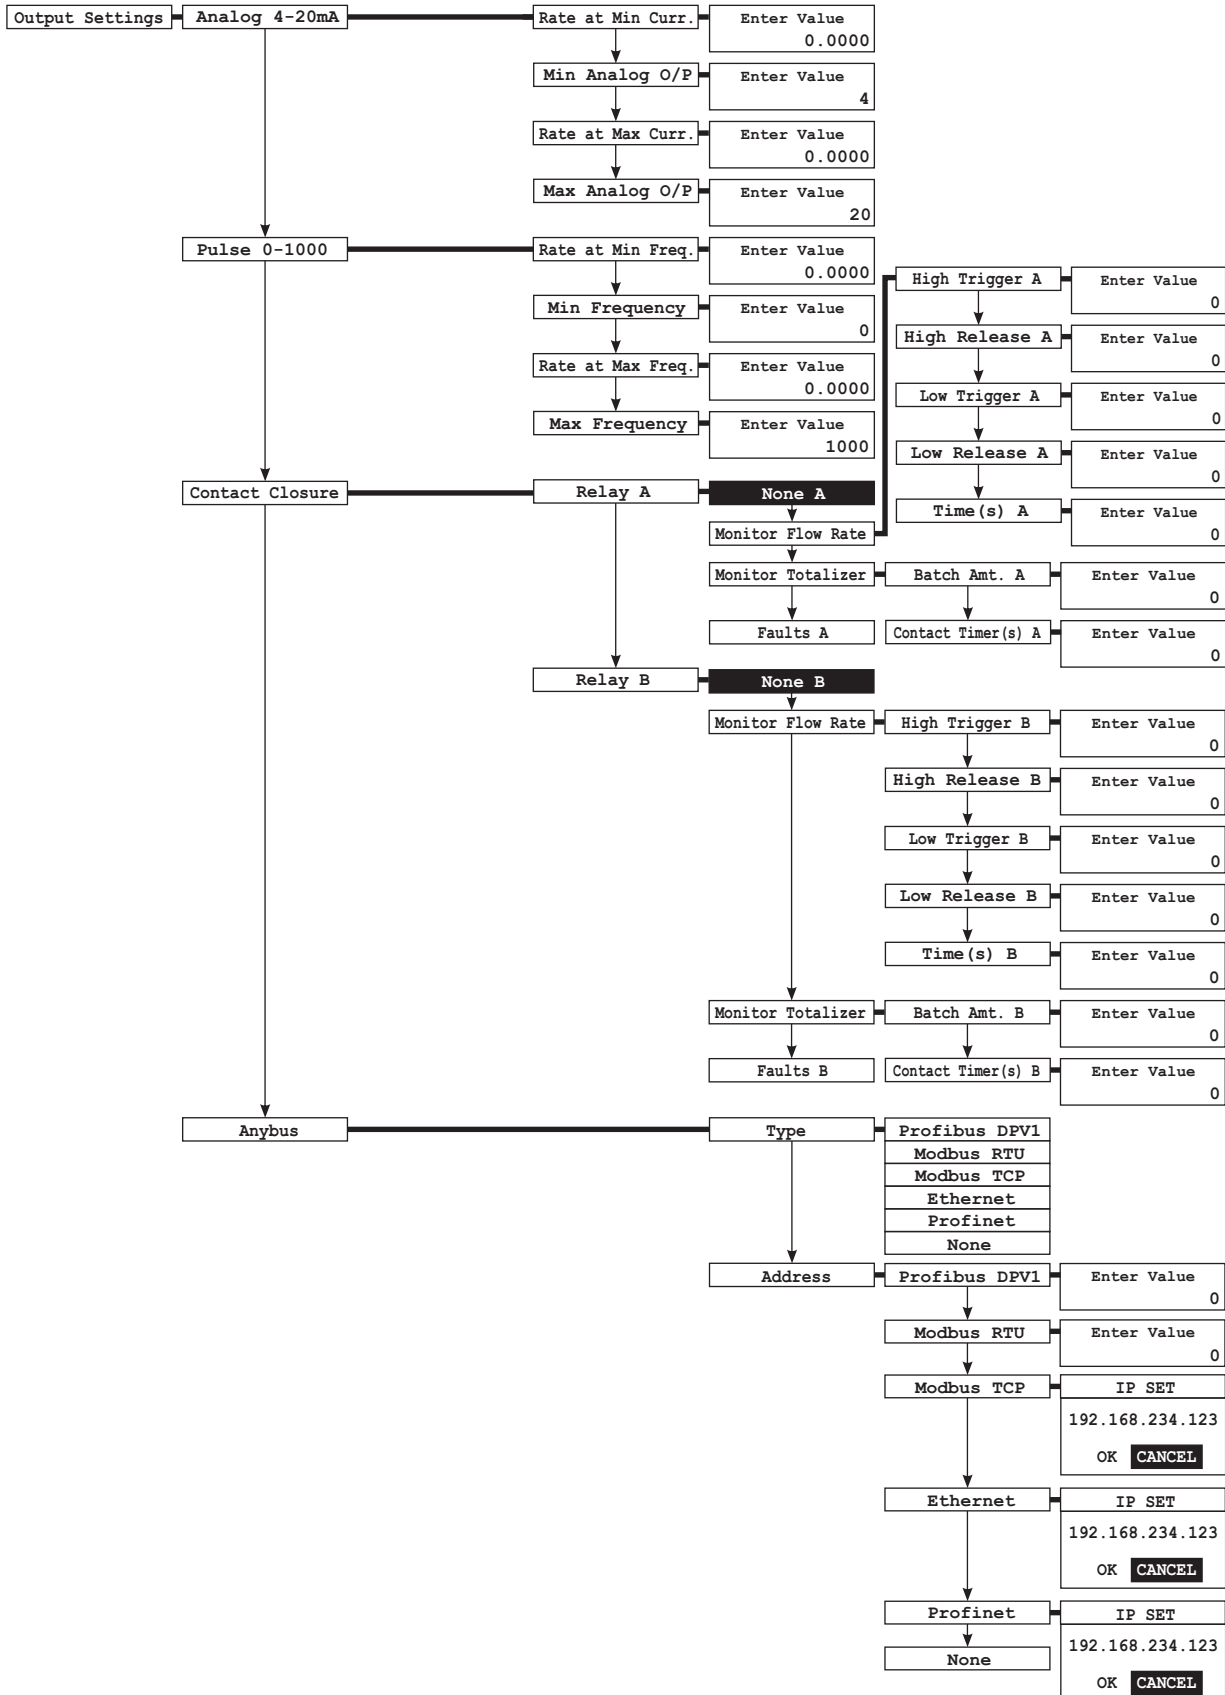 Output Settings
Analog 4-20mA
Rate at Min Curr.
Enter Value
0.0000
Min Analog O/P
Enter Value
4
Rate at Max Curr.
Enter Value
0.0000
Max Analog O/P
Enter Value
20
Pulse 0-1000
Rate at Min Freq.
Enter Value
0.0000
Min Frequency
Enter Value
0
Rate at Max Freq.
Enter Value
0.0000
Max Frequency
Enter Value
1000
Contact Closure
Relay A
None A
Monitor Flow Rate
High Trigger A
Enter Value
0
High Release A
Enter Value
0
Low Trigger A
Enter Value
0
Low Release A
Enter Value
0
Time(s) A
Enter Value
0
Monitor Totalizer
Batch Amt. A
Enter Value
0
Faults A
Contact Timer(s) A
Enter Value
0
Relay B
None B
Monitor Flow Rate
High Trigger B
Enter Value
0
High Release B
Enter Value
0
Low Trigger B
Enter Value
0
Low Release B
Enter Value
0
Time(s) B
Enter Value
0
Monitor Totalizer
Batch Amt. B
Enter Value
0
Faults B
Contact Timer(s) B
Enter Value
0
Anybus
Type
Profibus DPV1
Modbus RTU
Modbus TCP
Ethernet
Profinet
None
Address
Profibus DPV1
Enter Value
0
Modbus RTU
Enter Value
0
Modbus TCP
IP SET
192.168.234.123
OK CANCEL
Ethernet
IP SET
192.168.234.123
OK CANCEL
Profinet
IP SET
192.168.234.123
OK CANCEL
None